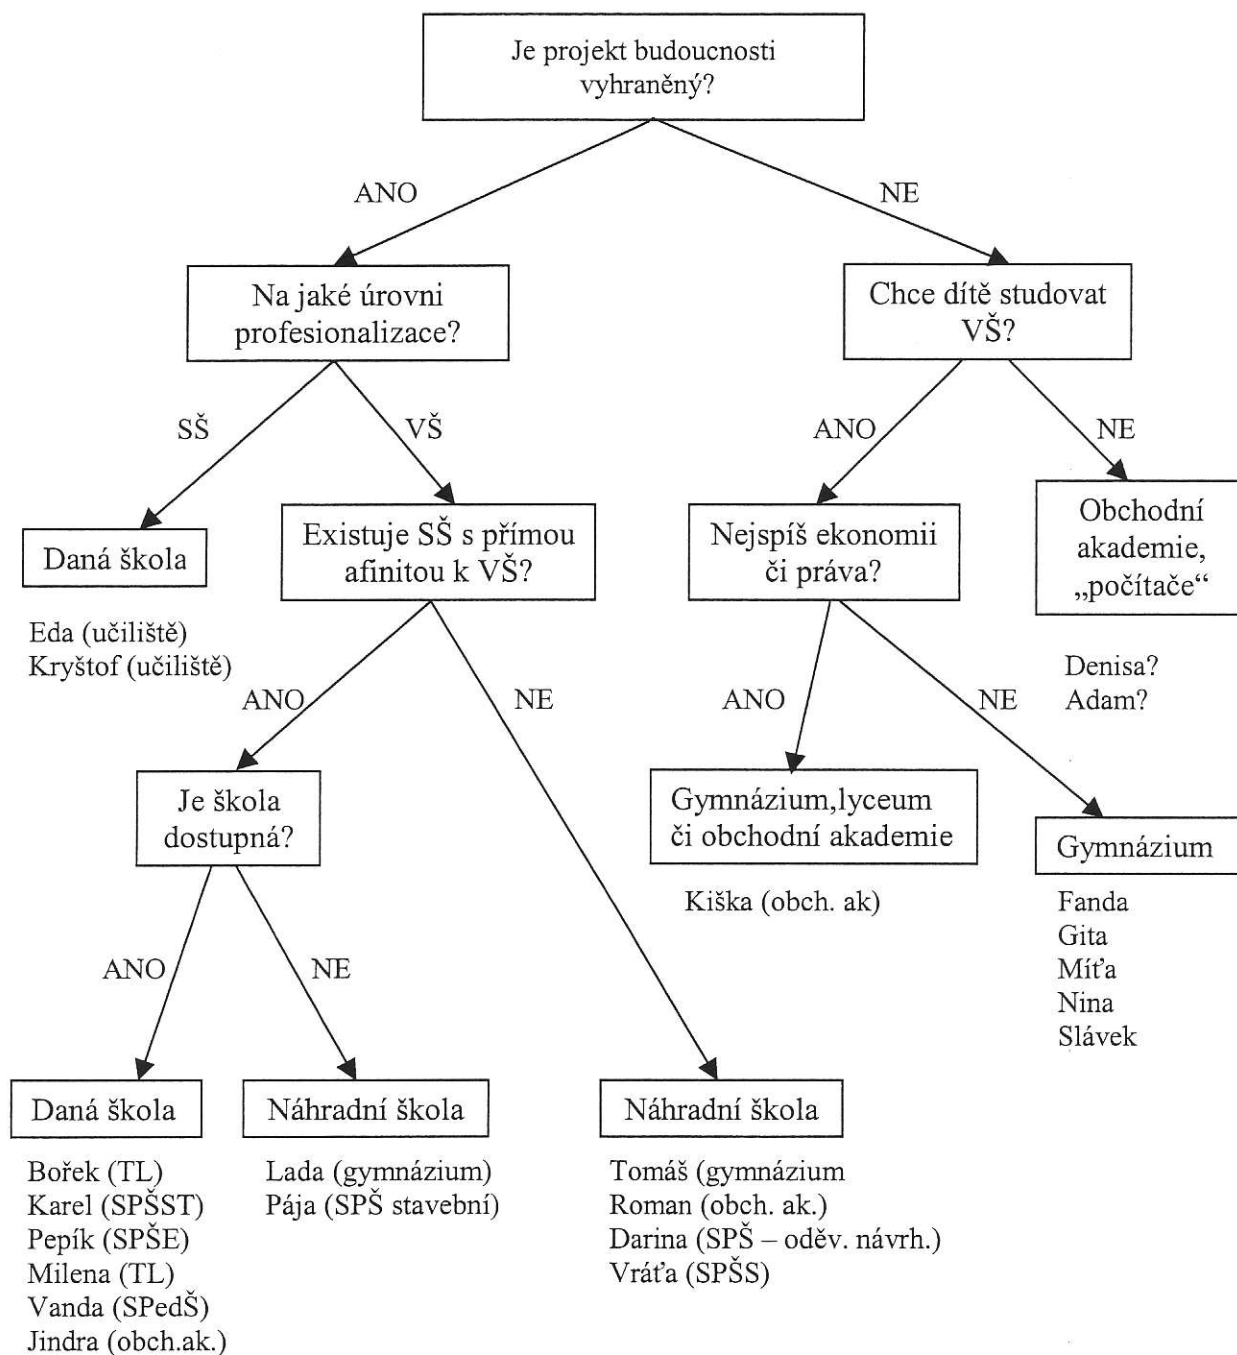 Je projekt budoucnosti
vyhraněný?
ANO
NE
Na jaké úrovni
profesionalizace?
Chce dítě studovat
VŠ?
SŠ
VŠ
ANO
NE
Daná škola
Existuje SŠ s přímou
afinitou k VŠ?
Nejspíš ekonomii
či práva?
Obchodní
akademie,
„počítače“
Eda (učiliště)
Kryštof (učiliště)
Denisa?
Adam?
ANO
NE
ANO
NE
Je škola
dostupná?
Gymnázium,lyceum
či obchodní akademie
Gymnázium
Kiška (obch. ak)
Fanda
Gita
Míťa
Nina
Slávek
ANO
NE
Daná škola
Náhradní škola
Náhradní škola
Bořek (TL)
Karel (SPŠST)
Pepík (SPŠE)
Milena (TL)
Vanda (SPedŠ)
Jindra (obch.ak.)
Lada (gymnázium)
Pája (SPŠ stavební)
Tomáš (gymnázium
Roman (obch. ak.)
Darina (SPŠ – oděv. návrh.)
Vráťa (SPŠS)